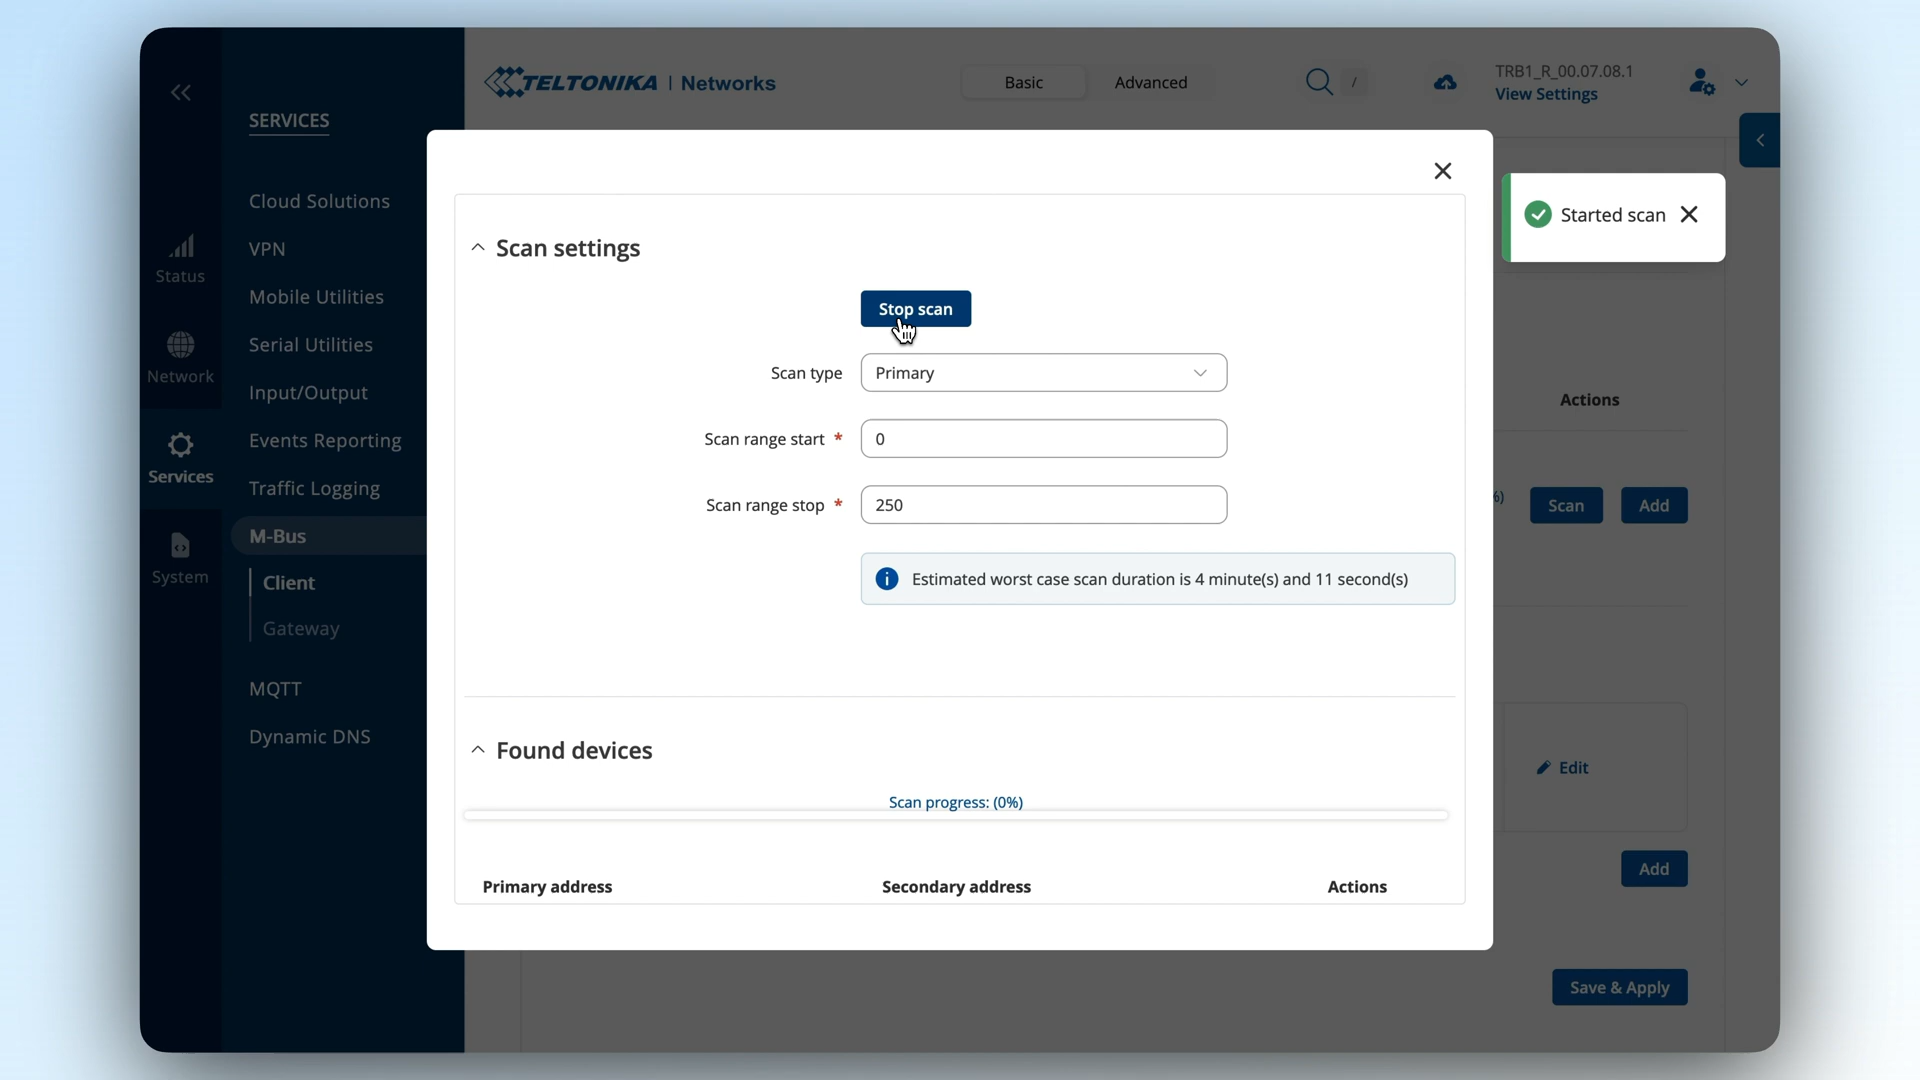 TELTONIKA | Networks
Basic
Advanced
/
TRB1_R_00.07.08.1
View Settings
SERVICES
Cloud Solutions
VPN
Mobile Utilities
Serial Utilities
Input/Output
Events Reporting
Traffic Logging
M-Bus
Client
Gateway
MQTT
Dynamic DNS
Status
Network
Services
System
Started scan
Scan settings
Stop scan
Scan type
Primary
Scan range start *
0
Scan range stop *
250
Estimated worst case scan duration is 4 minute(s) and 11 second(s)
Found devices
Scan progress: (0%)
Primary address
Secondary address
Actions
Actions
%)
Scan
Add
Edit
Add
Save & Apply